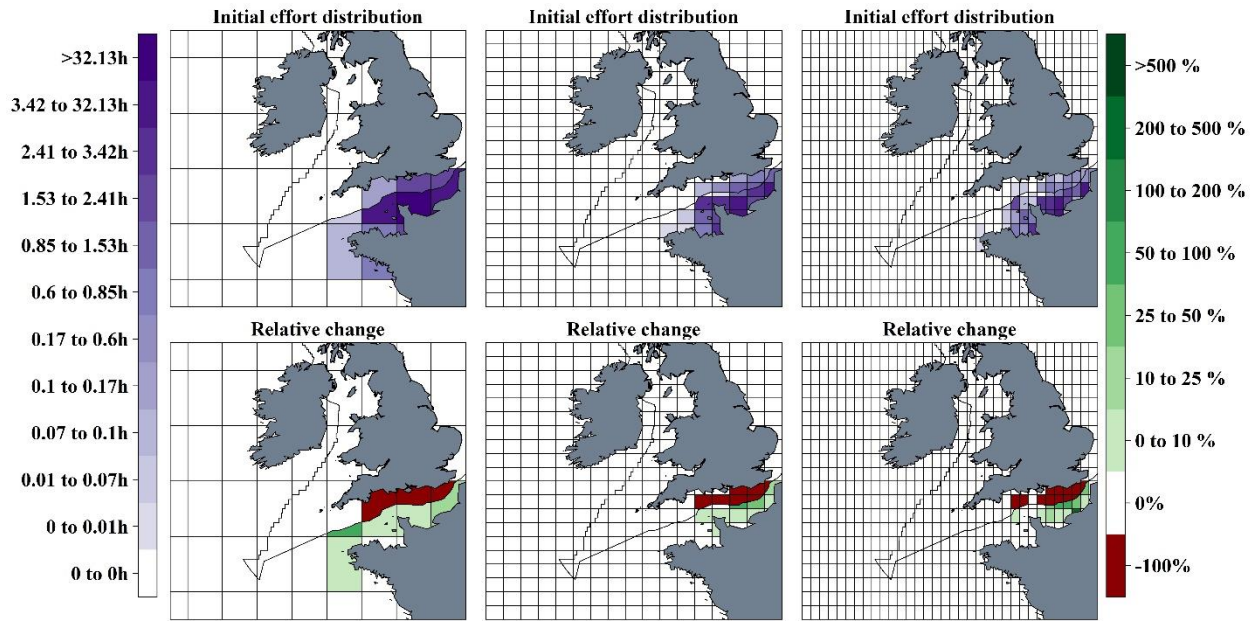 Initial effort distribution
Initial effort distribution
Initial effort distribution
>32.13h
3.42 to 32.13h
2.41 to 3.42h
1.53 to 2.41h
0.85 to 1.53h
0.6 to 0.85h
0.17 to 0.6h
0.1 to 0.17h
0.07 to 0.1h
0.01 to 0.07h
0 to 0.01h
0 to 0h
Relative change
Relative change
Relative change
>500 %
200 to 500 %
100 to 200 %
50 to 100 %
25 to 50 %
10 to 25 %
0 to 10 %
0%
-100%